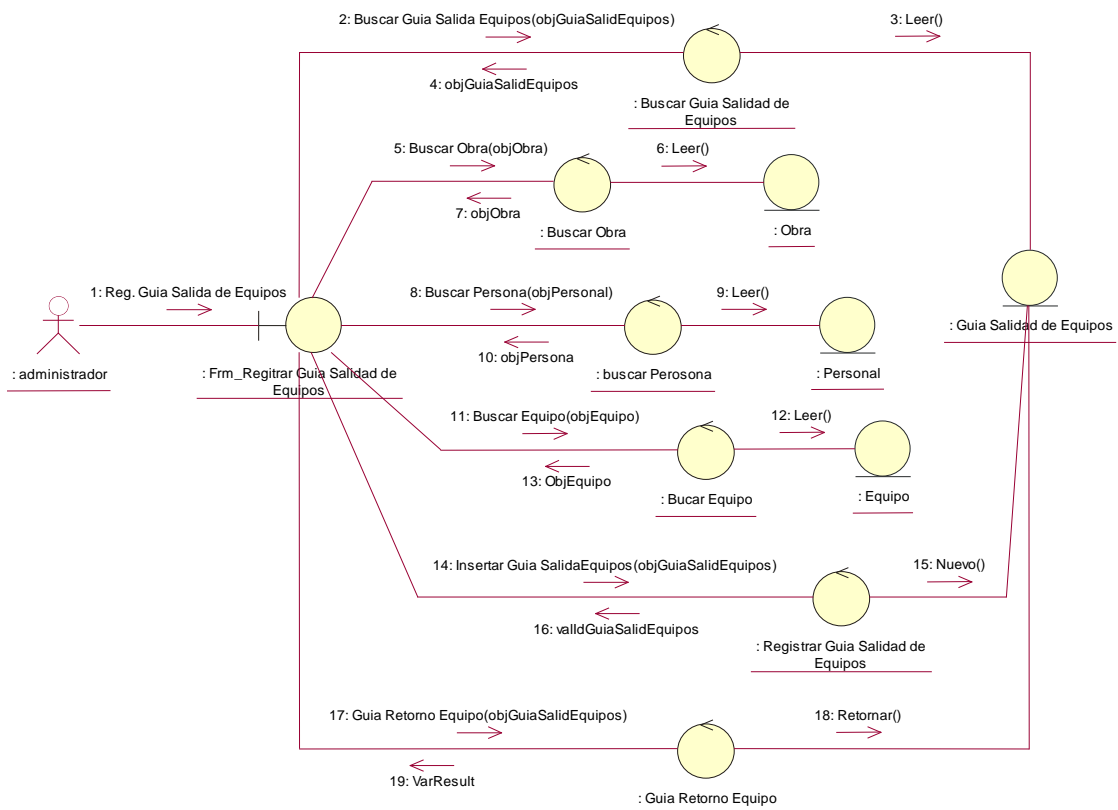 2: Buscar Guia Salida Equipos(objGuiaSalidEquipos)
3: Leer()
4: objGuiaSalidEquipos
: Buscar Guia Salidad de
Equipos
5: Buscar Obra(objObra)
6: Leer()
7: objObra
: Buscar Obra
: Obra
1: Reg. Guia Salida de Equipos
8: Buscar Persona(objPersonal)
9: Leer()
: Guia Salidad de Equipos
10: objPersona
: administrador
: Frm_Regitrar Guia Salidad de
Equipos
: buscar Perosona
: Personal
11: Buscar Equipo(objEquipo)
12: Leer()
13: ObjEquipo
: Bucar Equipo
: Equipo
14: Insertar Guia SalidaEquipos(objGuiaSalidEquipos)
15: Nuevo()
16: valIdGuiaSalidEquipos
: Registrar Guia Salidad de
Equipos
17: Guia Retorno Equipo(objGuiaSalidEquipos)
18: Retornar()
19: VarResult
: Guia Retorno Equipo